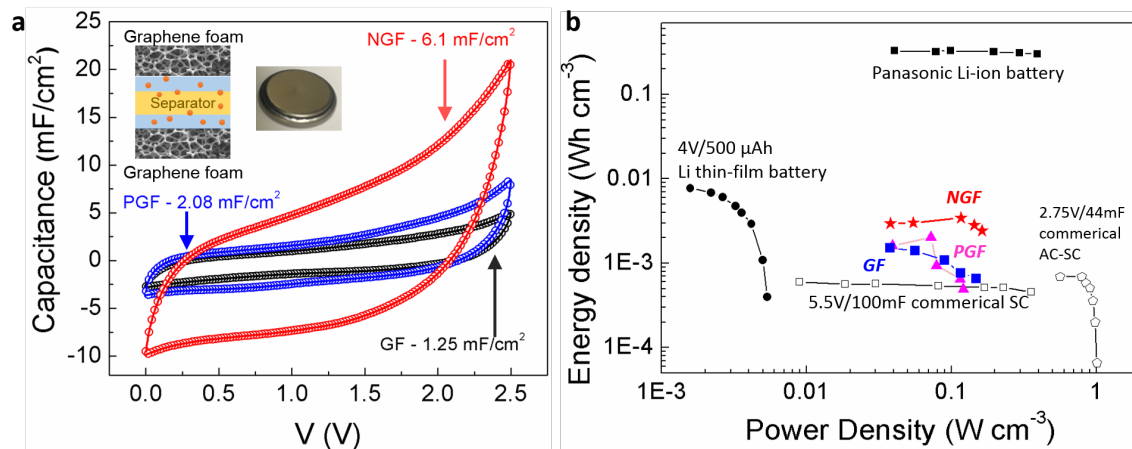 a
Capacitance (mF/cm²)
25
20
15
10
5
0
-5
-10
0.0
0.5
1.0
1.5
2.0
2.5
V (V)
Graphene foam
Separator
Graphene foam
NGF - 6.1 mF/cm²
PGF - 2.08 mF/cm²
GF - 1.25 mF/cm²
b
Energy density (Wh cm⁻³)
0.1
0.01
1E-3
1E-4
1E-3
0.01
0.1
1
Power Density (W cm⁻³)
Panasonic Li-ion battery
4V/500 µAh
Li thin-film battery
NGF
2.75V/44mF
commerical
AC-SC
GF
PGF
5.5V/100mF commerical SC